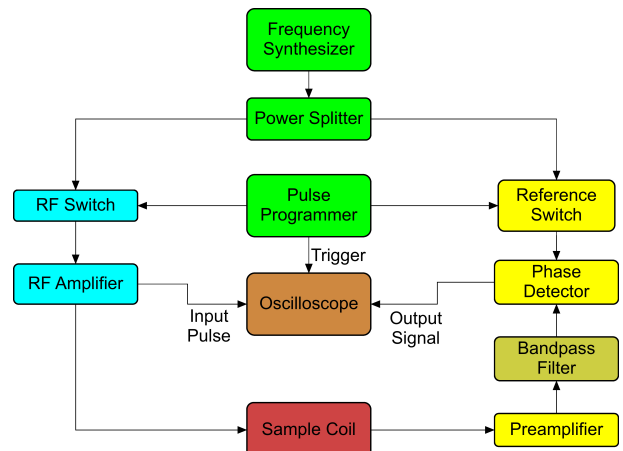 Frequency
Synthesizer
Power Splitter
RF Switch
Pulse
Programmer
Reference
Switch
Trigger
RF Amplifier
Oscilloscope
Phase
Detector
Input
Pulse
Output
Signal
Bandpass
Filter
Sample Coil
Preamplifier